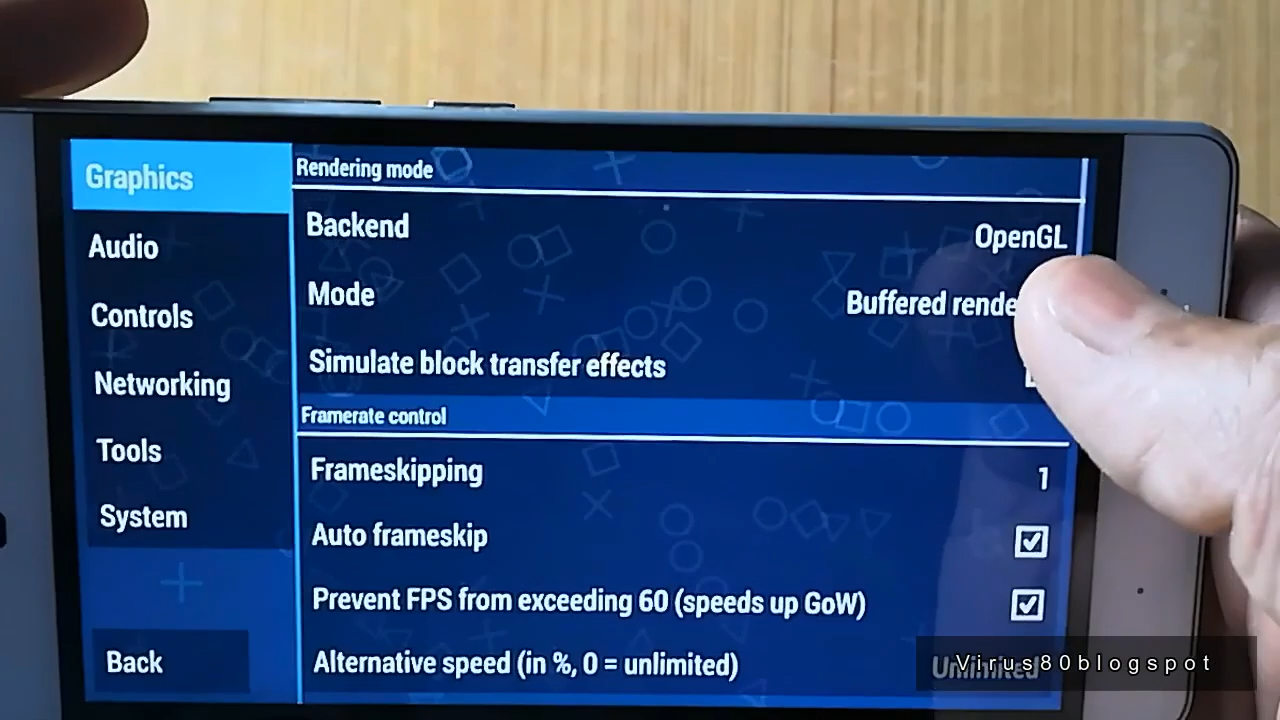 Graphics
Audio
Controls
Networking
Tools
System
Back
Rendering mode
Backend OpenGL
Mode Buffered
Simulate block transfer effects
Framerate control
Frameskipping 1
Auto frameskip
Prevent FPS from exceeding 60 (speeds up GoW)
Alternative speed (in %, 0 = unlimited) Unlimited
Virus80blogspot